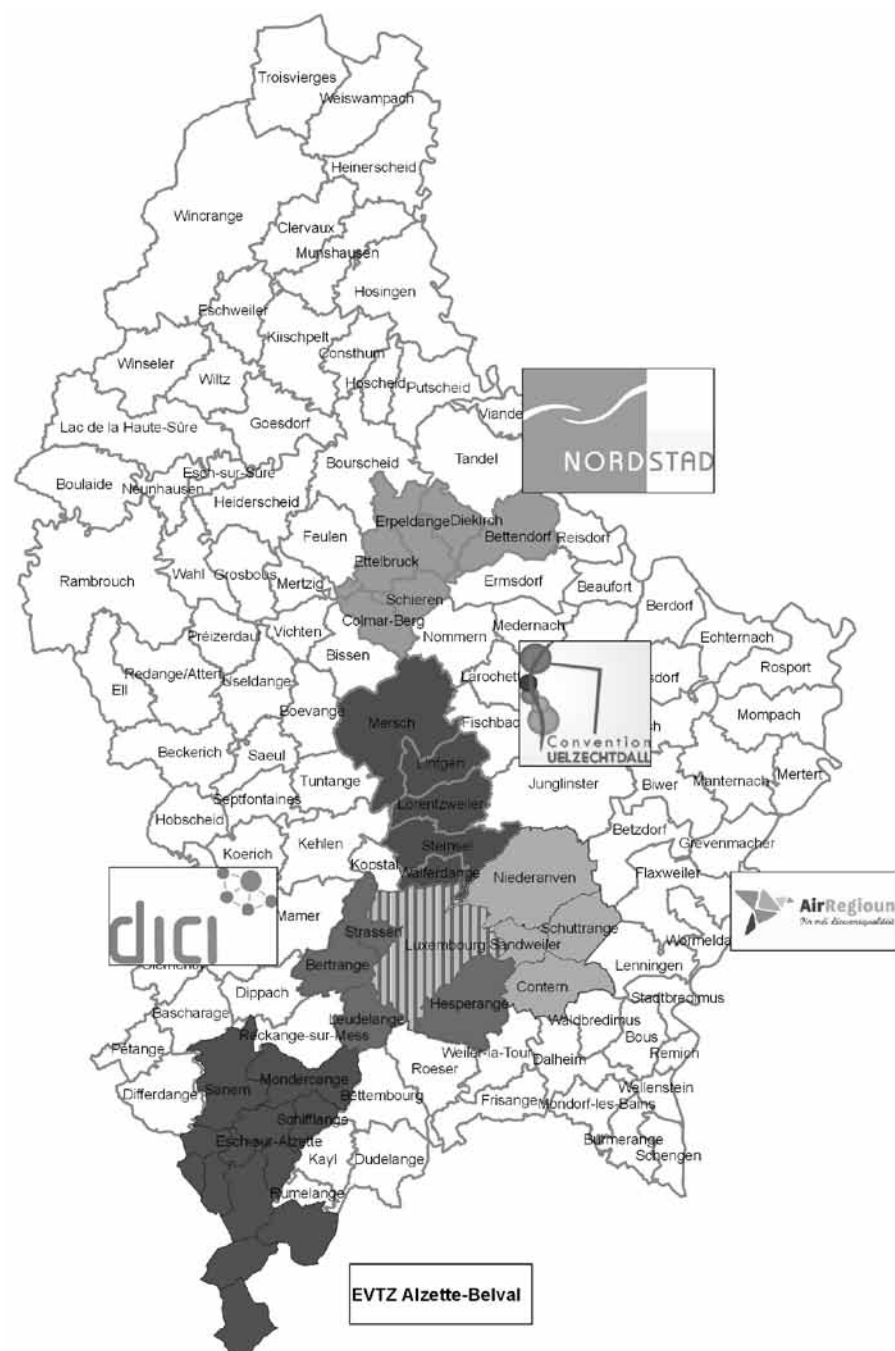 Troisvierges
Weiswampach
Heinerscheid
Wincrange
Clervaux
Munshausen
Hosingen
Eschweiler
Kiischpelt
Consthum
Winseler
Wiltz
Hoscheid
Putscheid
Lac de la Haute-Sûre
Goesdorf
Tandel
NORDSTAD
Bourscheid
Boulaide
Neunhausen
Esch-sur-Sûre
Heiderscheid
Erpeldange
Diekirch
Bettendorf
Reisdorf
Feulen
Ettelbruck
Rambrouch
Wahl
Grosbous
Mertzig
Ermsdorf
Beaufort
Schieren
Berdorf
Colmar-Berg
Préizerdaul
Vichten
Nommern
Medernach
Echternach
Bissen
Rosport
Ell
Redange/Attert
Useldange
Boevange
Mersch
Fischbac
Mompach
Convention
UELZECHTDALL
Beckerich
Saeul
Lintgen
Tuntange
Junglinster
Biwer
Manternach
Mertert
Septfontaines
Lorentzweiler
Hobscheid
Betzdorf
Koerich
Kehlen
Steinsel
Grevenmacher
Kopstal
Walferdange
Niederanven
Flaxweiler
dici
Mamer
AirRegioun
Strassen
Schuttrange
Luxembourg
Sandweiler
Wormelda
Bertrange
Lenningen
Dippach
Contern
Hesperange
Stadtbredimus
Bascharage
Leudelange
Waldbredimus
Reckange-sur-Mess
Bous
Pétange
Weiler-la-Tour
Remich
Dalheim
Roeser
Sanem
Mondercange
Differdange
Bettembourg
Wellenstein
Frisange
Mondorf-les-Bains
Schifflange
Esch-sur-Alzette
Burmerange
Kayl
Dudelange
Schengen
Rumelange
EVTZ Alzette-Belval